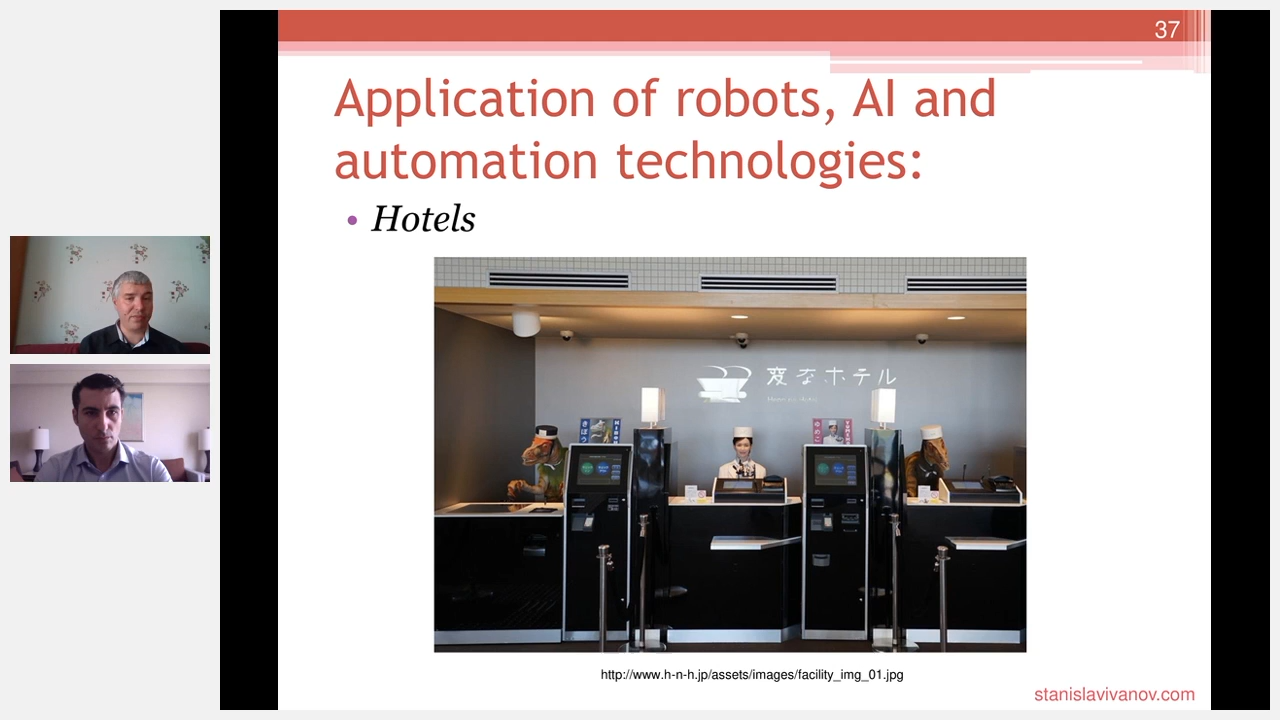 37
Application of robots, AI and
automation technologies:
• Hotels
変なホテル
http://www.h-n-h.jp/assets/images/facility_img_01.jpg
stanislavivanov.com